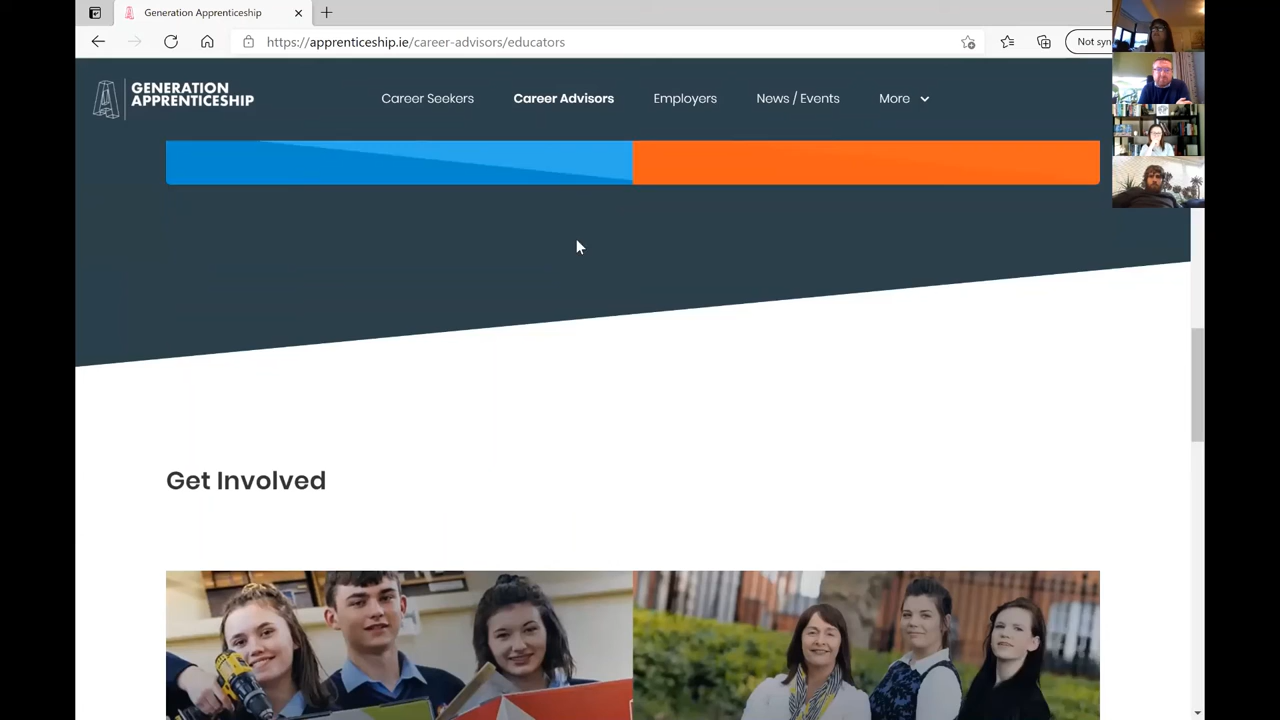 Generation Apprenticeship
https://apprenticeship.ie/career-advisors/educators
Not syn
GENERATION
APPRENTICESHIP
Career Seekers
Career Advisors
Employers
News / Events
More
Get Involved